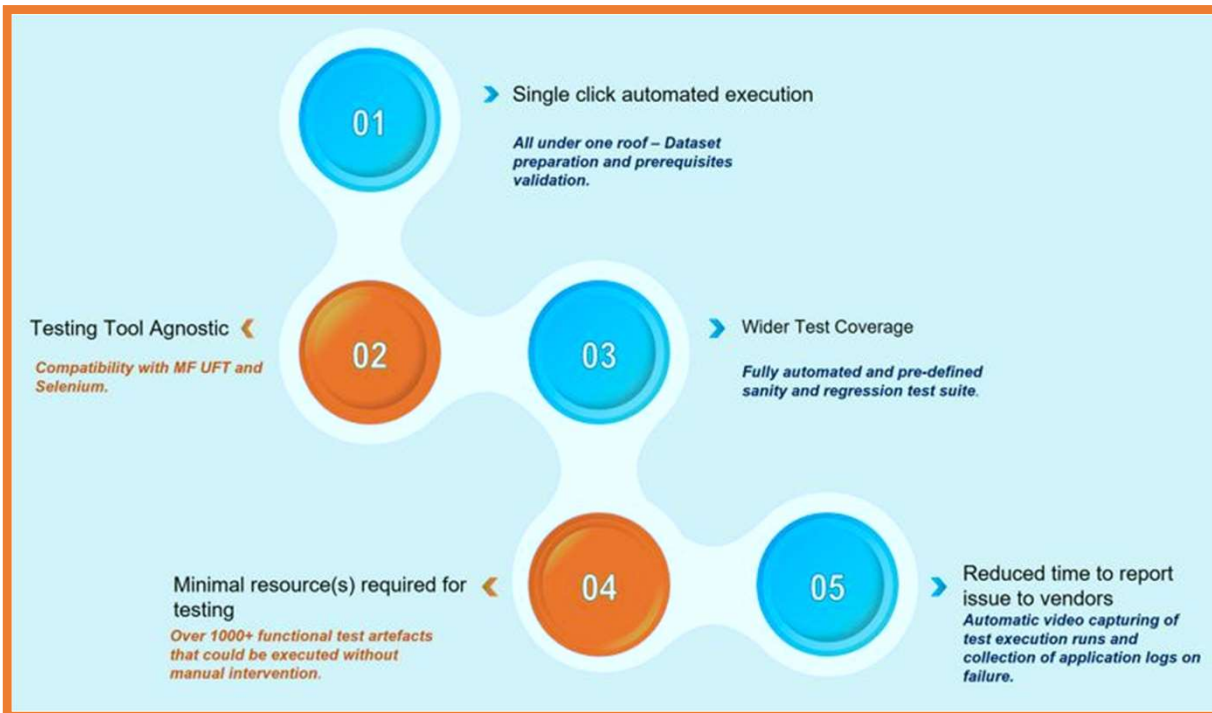 01
Single click automated execution
All under one roof – Dataset
preparation and prerequisites
validation.
Testing Tool Agnostic
Compatibility with MF UFT and
Selenium.
02
03
Wider Test Coverage
Fully automated and pre-defined
sanity and regression test suite.
Minimal resource(s) required for
testing
Over 1000+ functional test artefacts
that could be executed without
manual intervention.
04
05
Reduced time to report
issue to vendors
Automatic video capturing of
test execution runs and
collection of application logs on
failure.